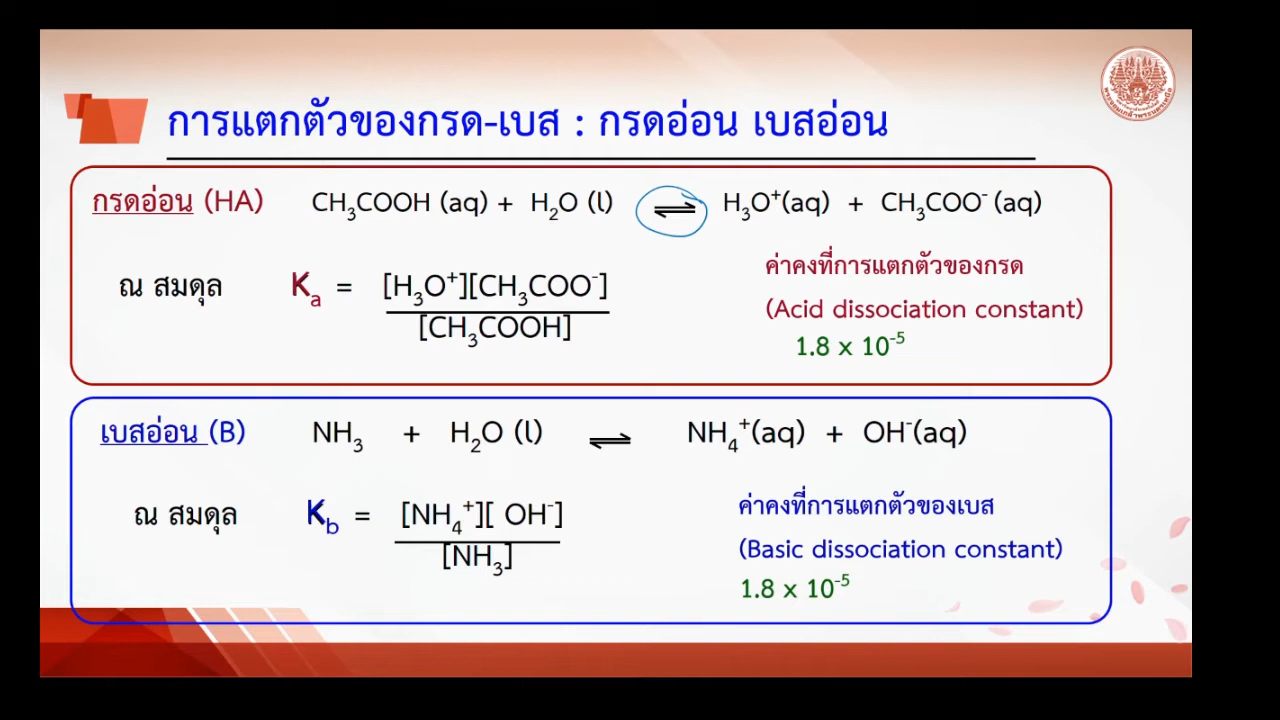 การแตกตัวของกรด-เบส : กรดอ่อน เบสอ่อน
กรดอ่อน (HA) CH₃COOH (aq) + H₂O (l) ⇌ H₃O⁺(aq) + CH₃COO⁻ (aq)
ค่าคงที่การแตกตัวของกรด
ณ สมดุล Kₐ = [H₃O⁺][CH₃COO⁻]
[CH₃COOH]
(Acid dissociation constant)
1.8 x 10⁻⁵
เบสอ่อน (B) NH₃ + H₂O (l) ⇌ NH₄⁺(aq) + OH⁻(aq)
ค่าคงที่การแตกตัวของเบส
ณ สมดุล K_b = [NH₄⁺][ OH⁻]
[NH₃]
(Basic dissociation constant)
1.8 x 10⁻⁵